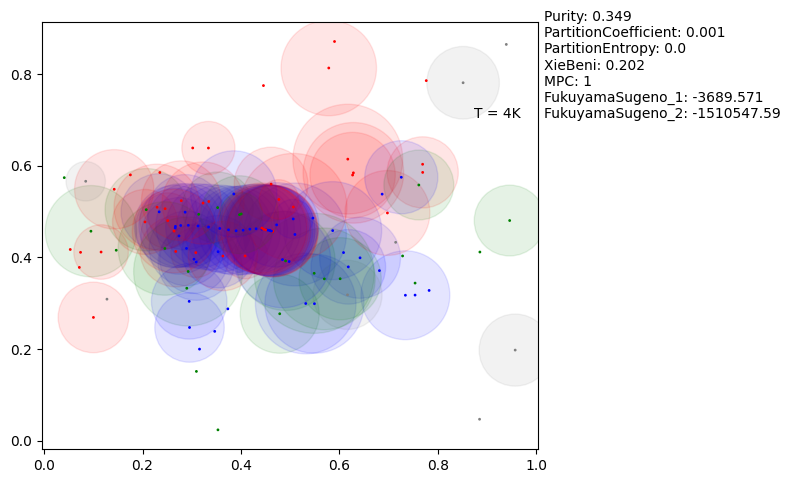 Purity: 0.349
PartitionCoefficient: 0.001
PartitionEntropy: 0.0
XieBeni: 0.202
MPC: 1
FukuyamaSugeno_1: -3689.571
FukuyamaSugeno_2: -1510547.59
T = 4K
0.8
0.6
0.4
0.2
0.0
0.0 0.2 0.4 0.6 0.8 1.0